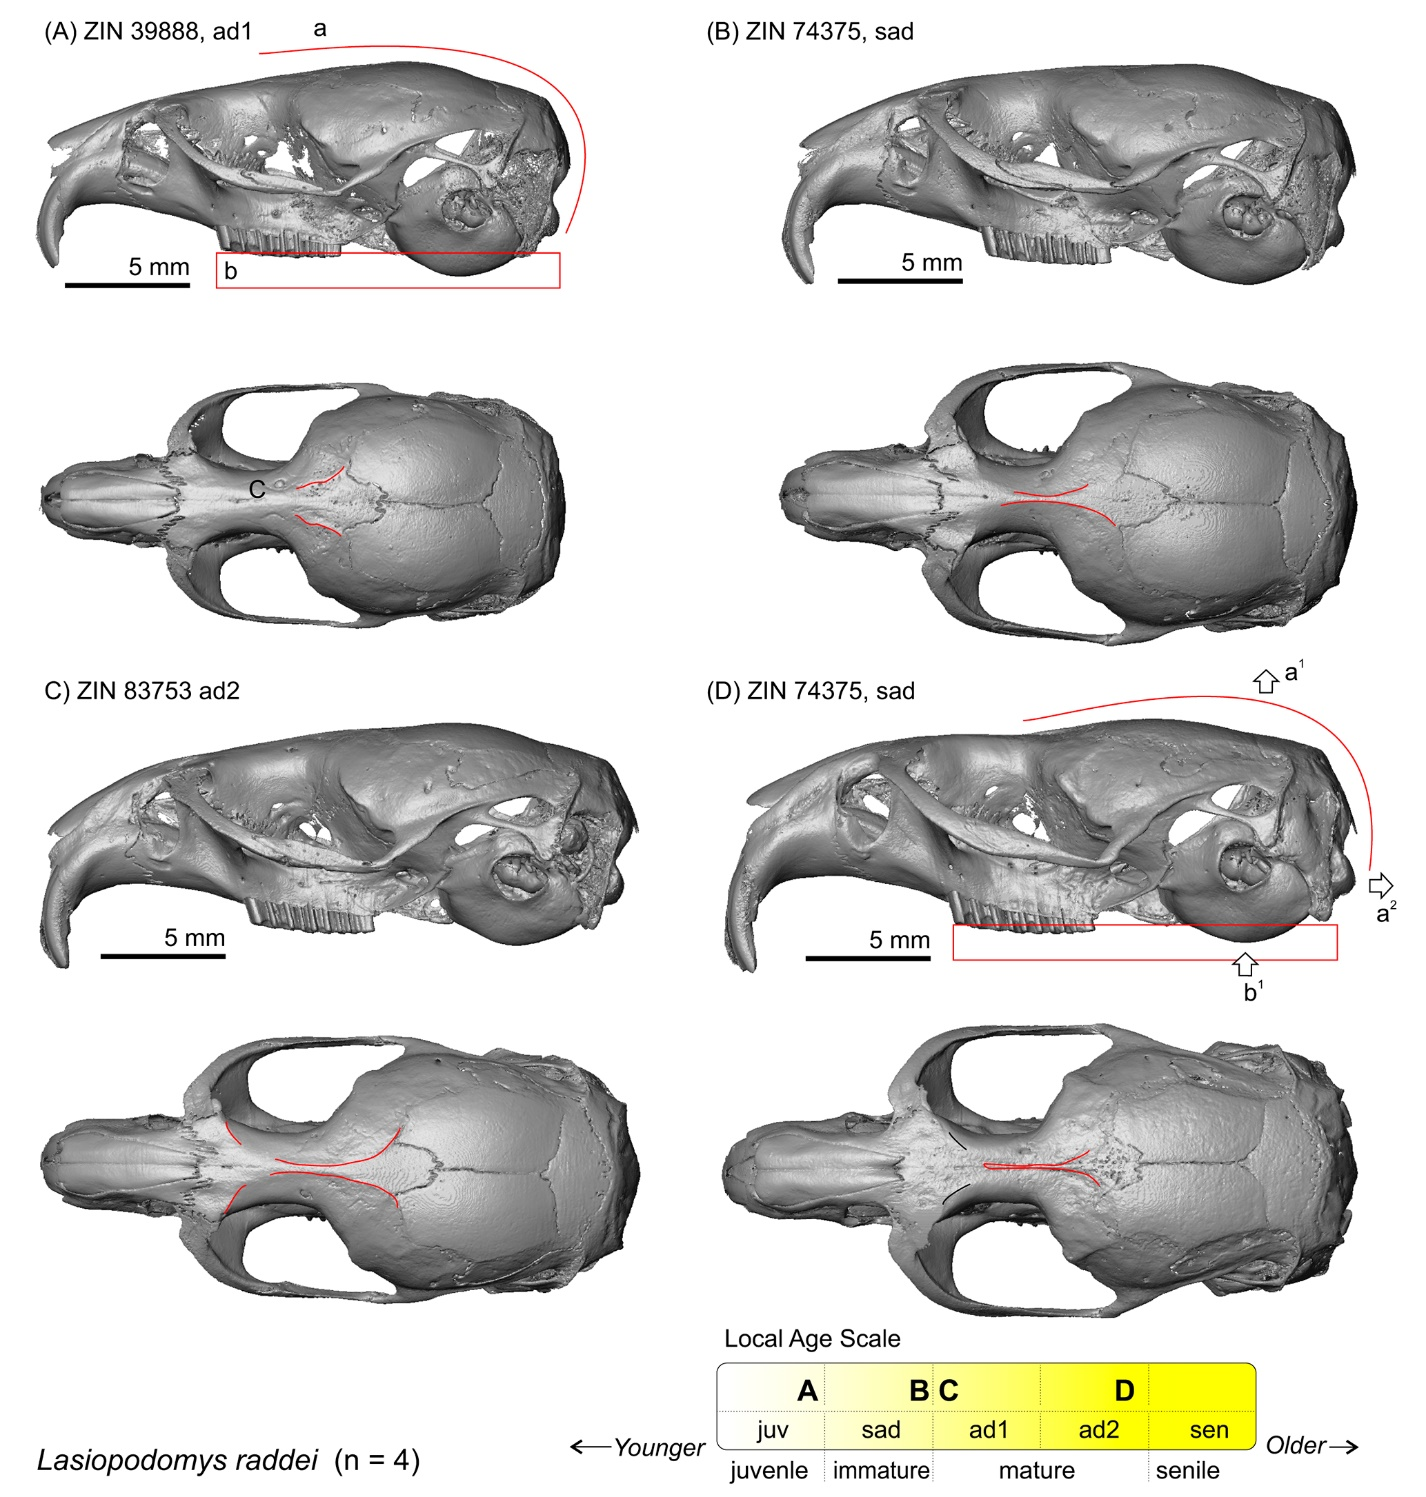 (A) ZIN 39888, ad1
a
(B) ZIN 74375, sad
5 mm
b
5 mm
C
C) ZIN 83753 ad2
(D) ZIN 74375, sad
a1
5 mm
5 mm
a2
b1
Local Age Scale
A B C D
juv sad ad1 ad2 sen
←Younger
Older→
juvenle immature mature senile
Lasiopodomys raddei (n = 4)